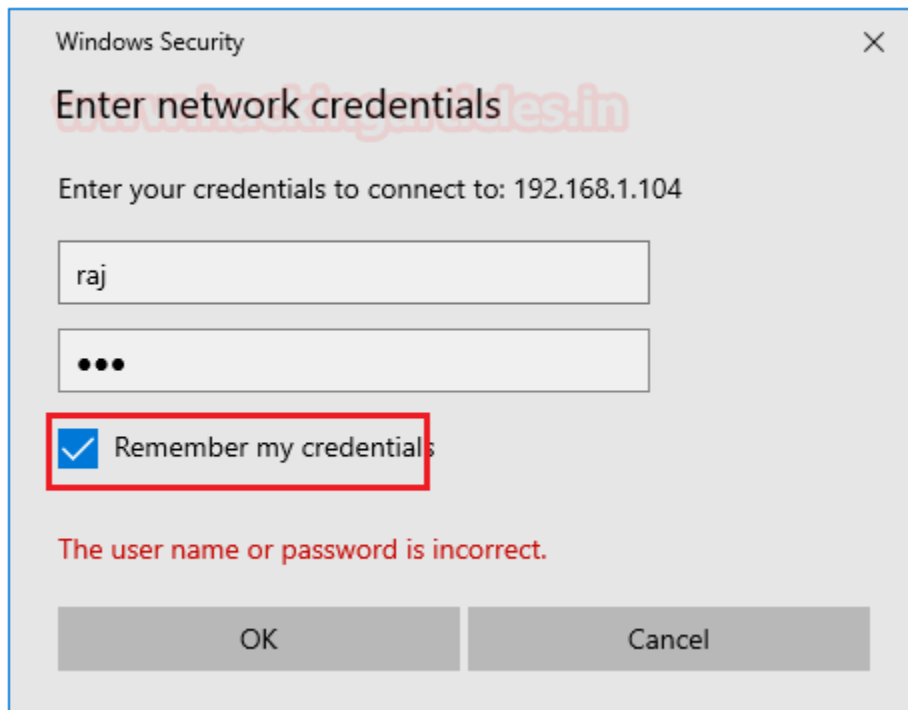 Windows Security
www.hackingarticles.in
Enter network credentials
Enter your credentials to connect to: 192.168.1.104
raj
Remember my credentials
The user name or password is incorrect.
OK Cancel